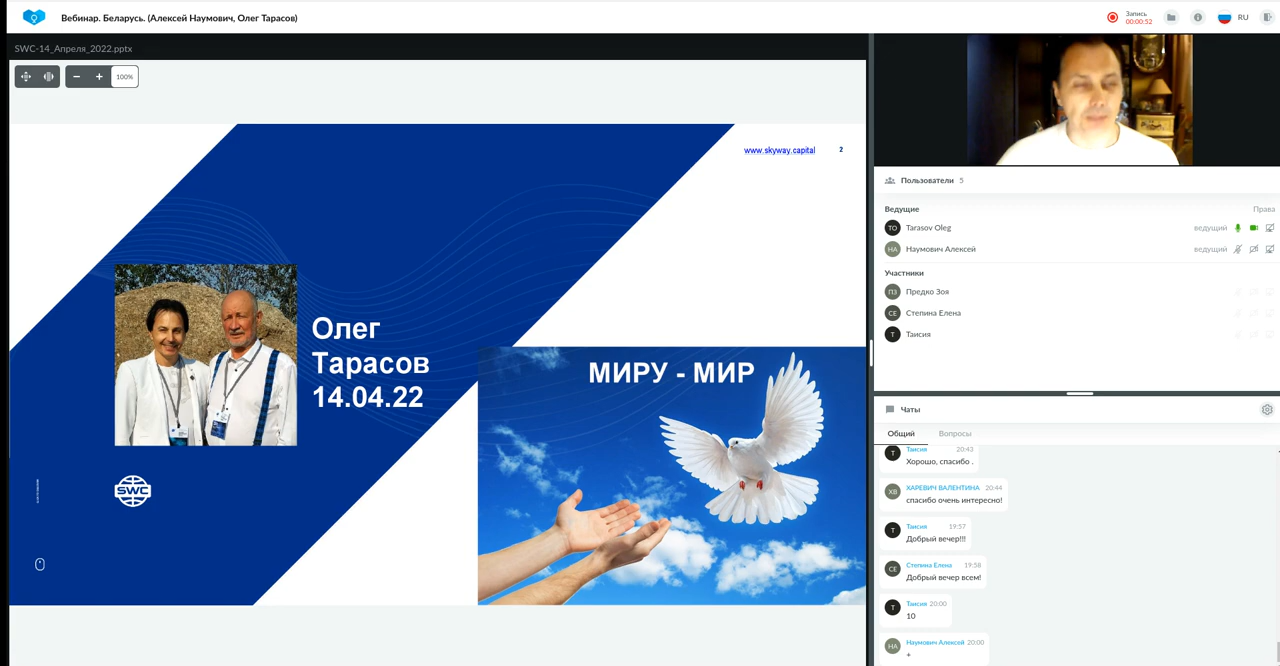 Вебинар. Беларусь. (Алексей Наумович, Олег Тарасов)
Запись
00:00:52
RU
SWC-14_Апреля_2022.pptx
100%
www.skyway.capital
2
Олег
Тарасов
14.04.22
МИРУ - МИР
SWC
Пользователи 5
Ведущие
Права
TO
Tarasov Oleg
ведущий
НА
Наумович Алексей
ведущий
Участники
ПЗ
Предко Зоя
СЕ
Степина Елена
Т
Таисия
Чаты
Общий
Вопросы
Т
Таисия 20:43
Хорошо, спасибо .
ХВ
ХАРЕВИЧ ВАЛЕНТИНА 20:44
спасибо очень интересно!
Т
Таисия 19:57
Добрый вечер!!!
СЕ
Степина Елена 19:58
Добрый вечер всем!
Т
Таисия 20:00
10
НА
Наумович Алексей 20:00
+